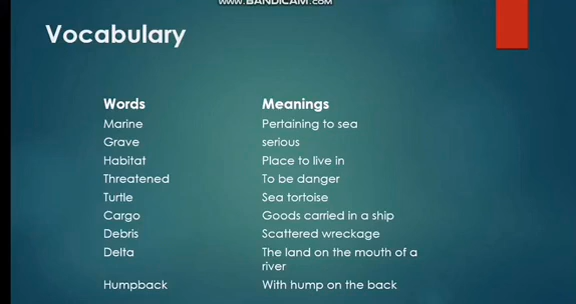 www.BANDICAM.com
Vocabulary
Words Meanings
Marine Pertaining to sea
Grave serious
Habitat Place to live in
Threatened To be danger
Turtle Sea tortoise
Cargo Goods carried in a ship
Debris Scattered wreckage
Delta The land on the mouth of a
river
Humpback With hump on the back